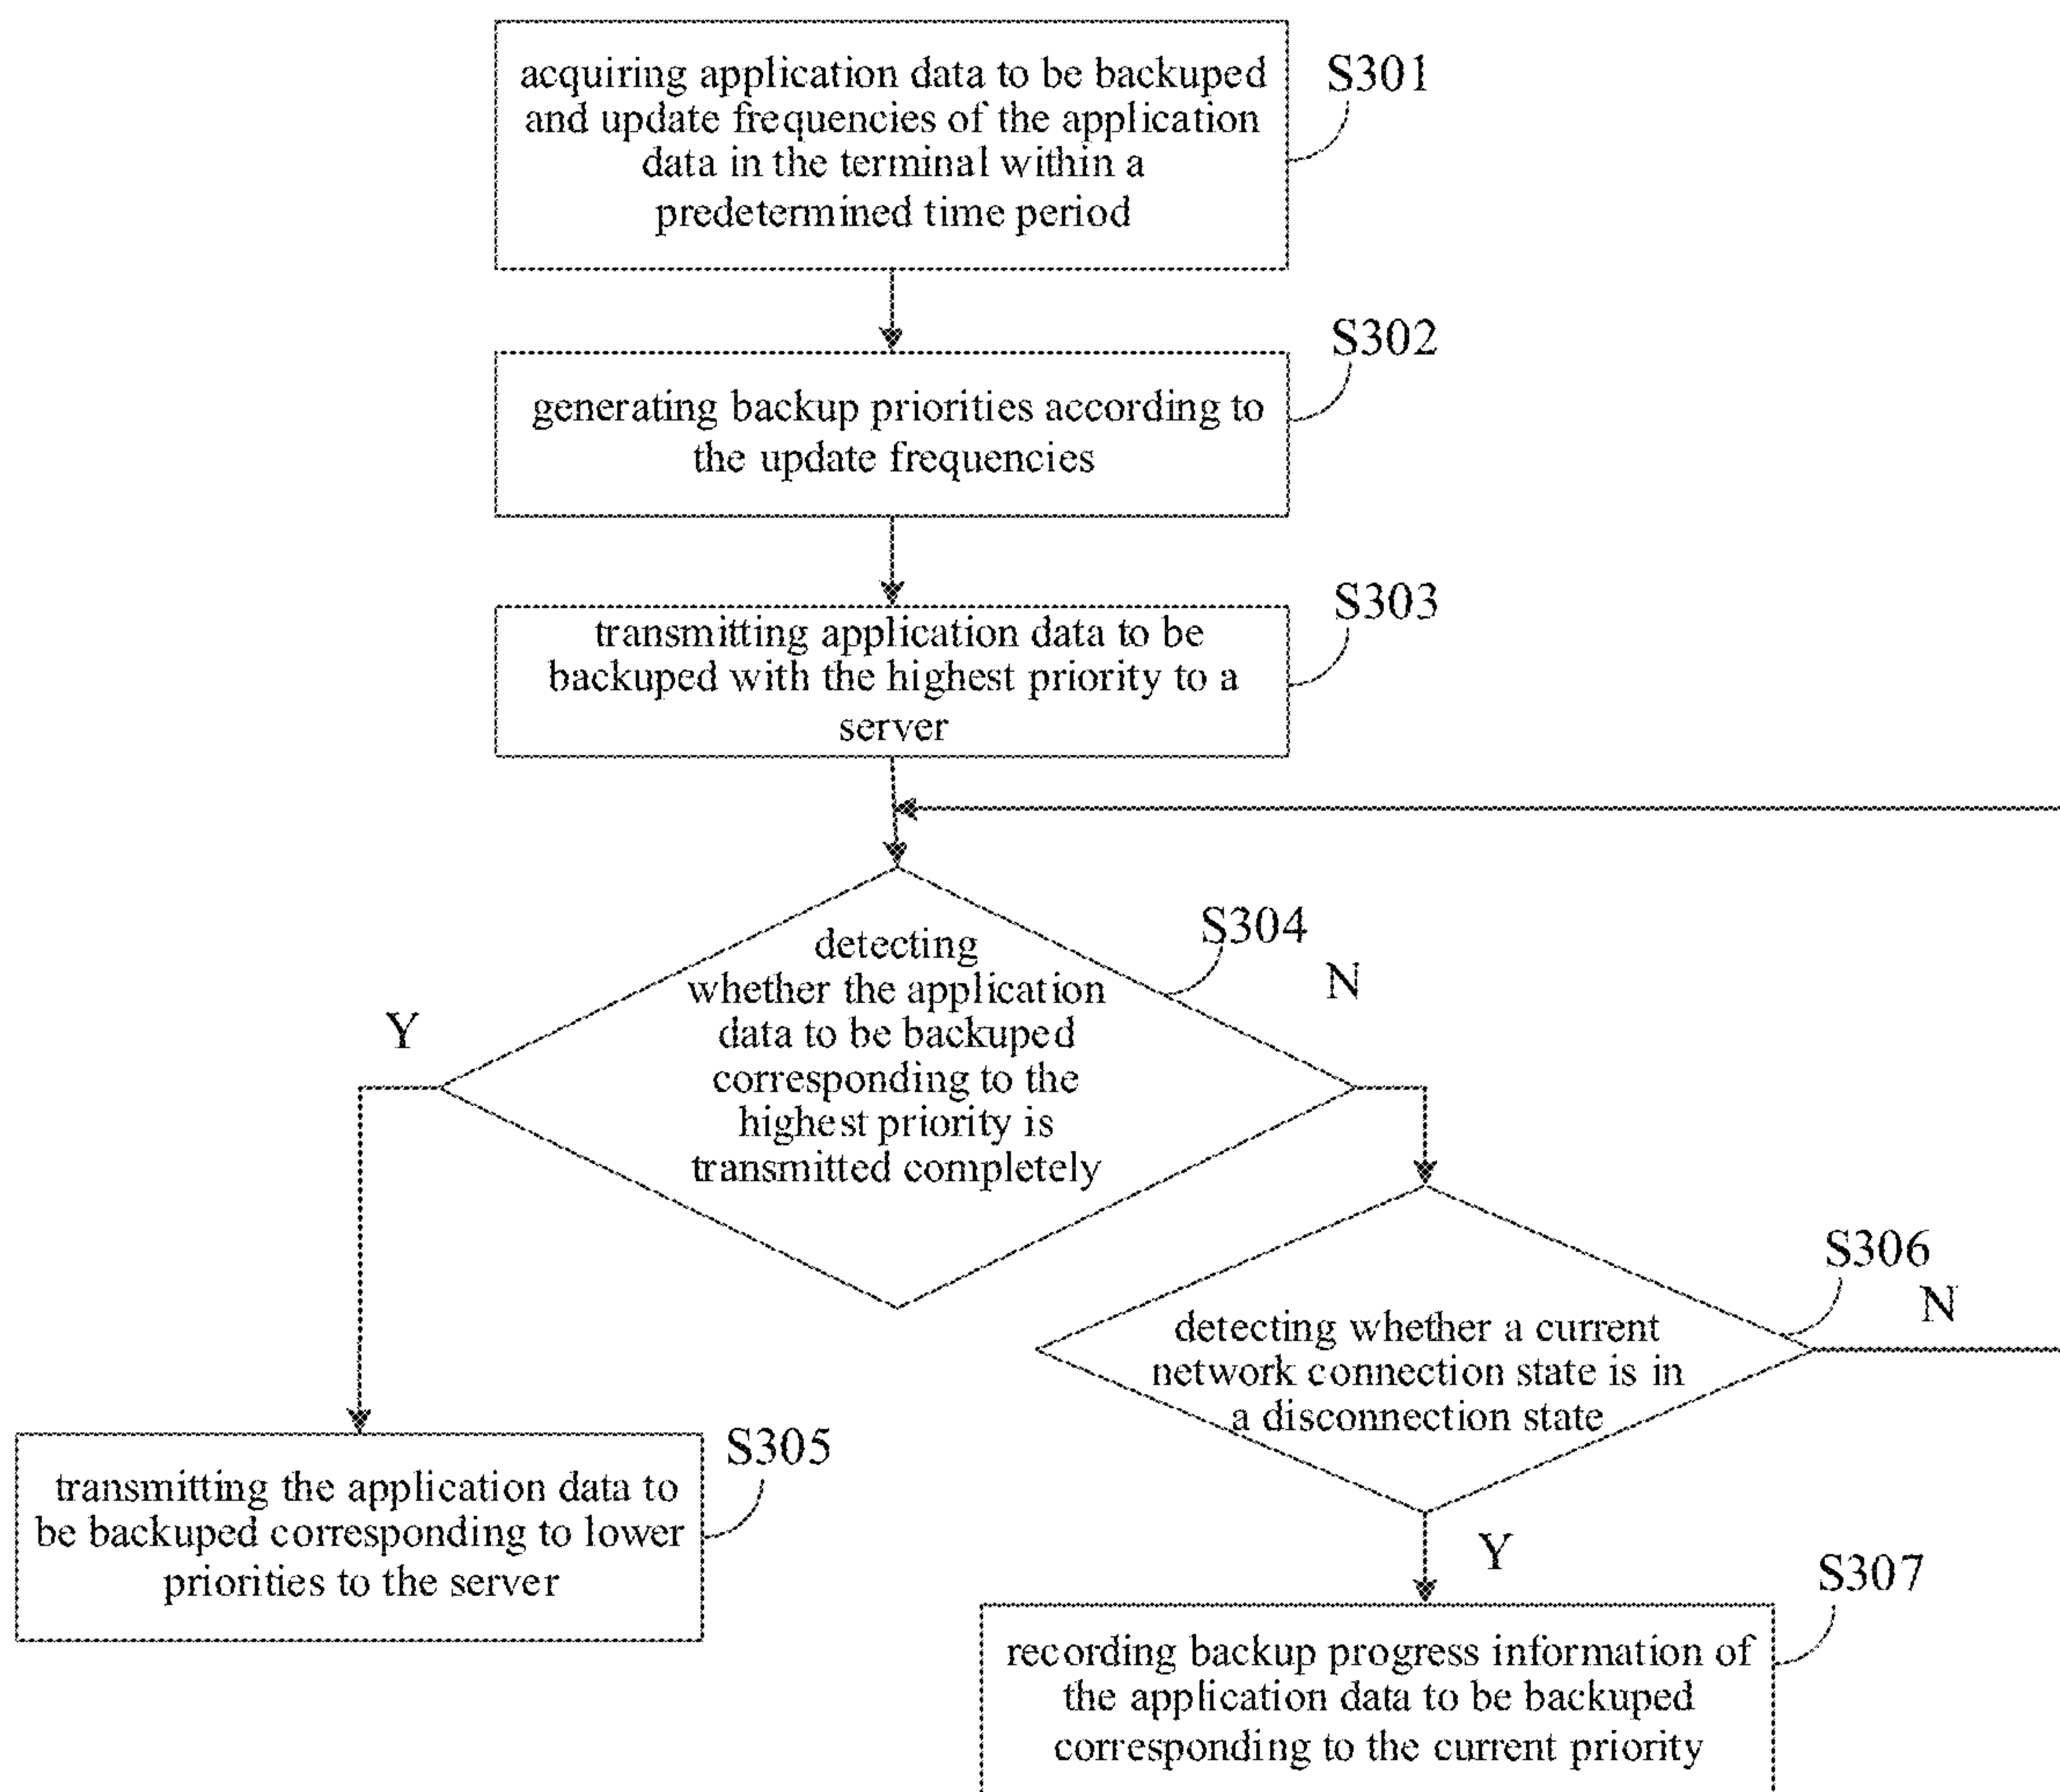 acquiring application data to be backuped
and update frequencies of the application
data in the terminal within a
predetermined time period
S301
generating backup priorities according to
the update frequencies
S302
transmitting application data to be
backuped with the highest priority to a
server
S303
detecting
whether the application
data to be backuped
corresponding to the
highest priority is
transmitted completely
S304
N
Y
detecting whether a current
network connection state is in
a disconnection state
S306
N
transmitting the application data to
be backuped corresponding to lower
priorities to the server
S305
Y
recording backup progress information of
the application data to be backuped
corresponding to the current priority
S307